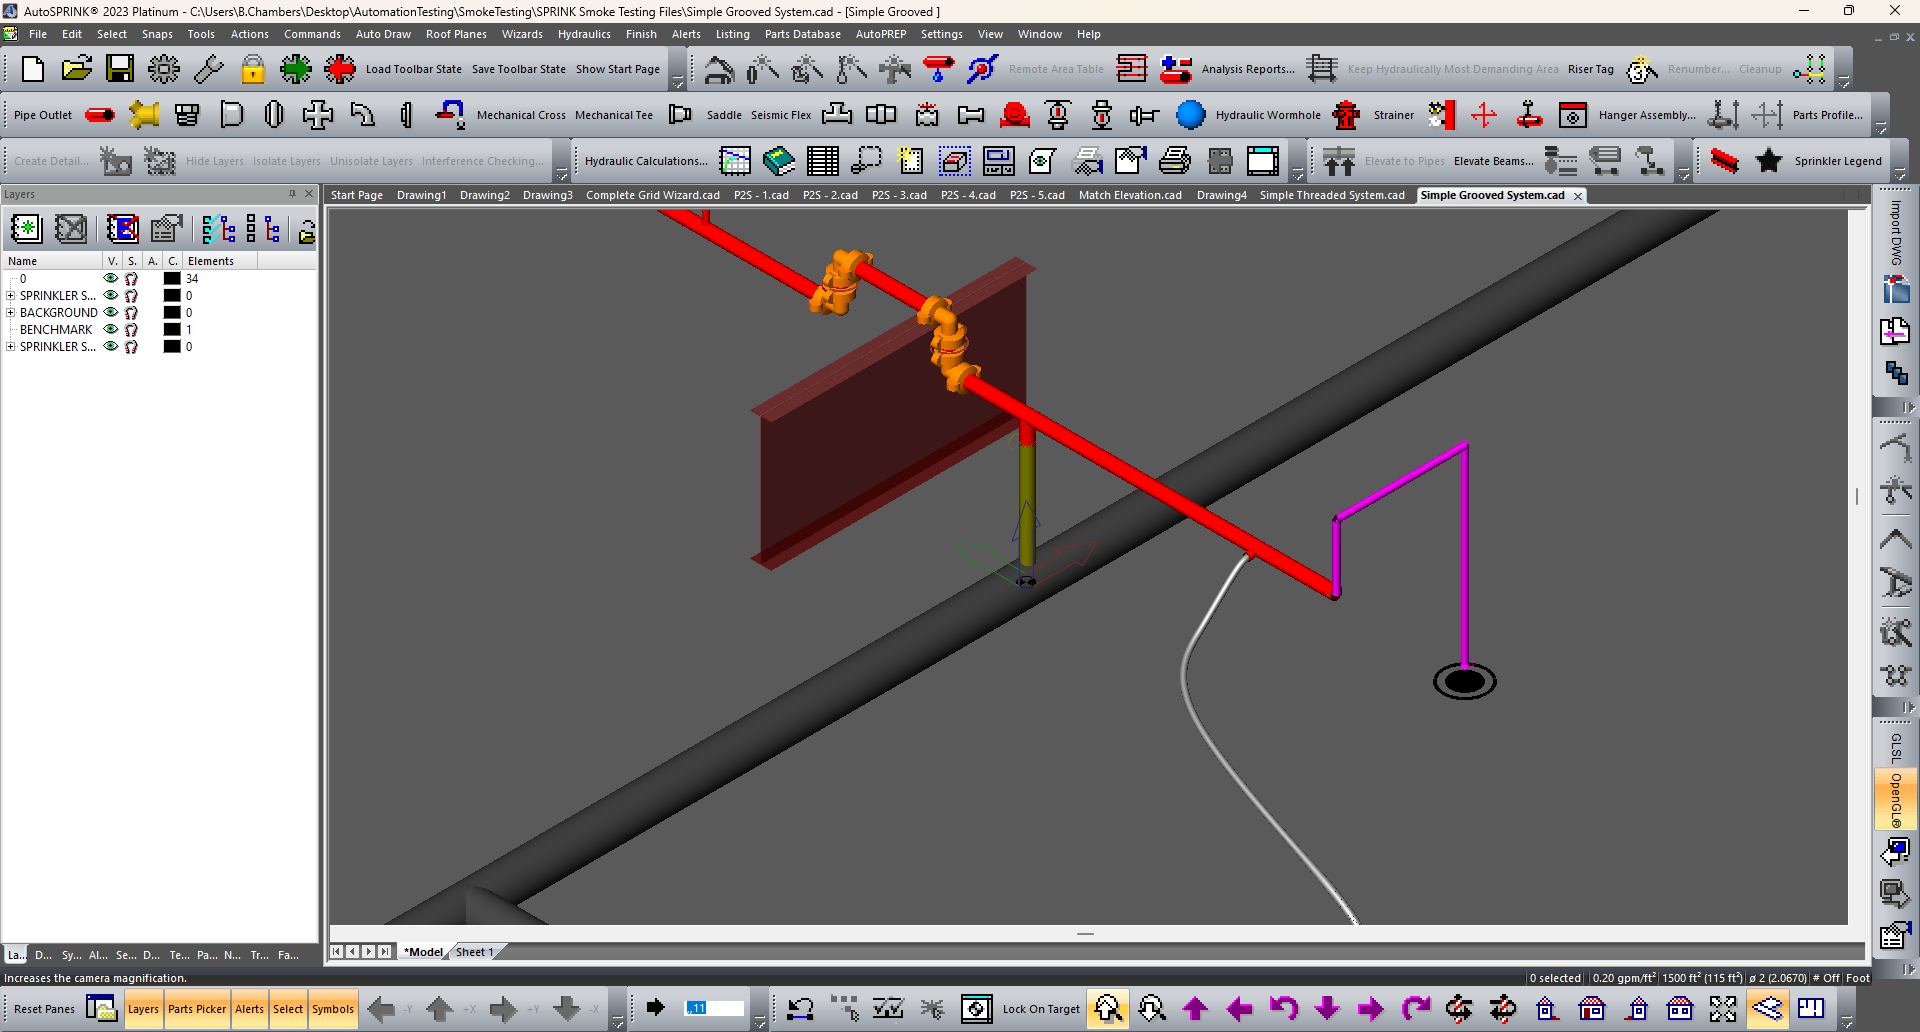 AutoSPRINK® 2023 Platinum - C:\Users\B.Chambers\Desktop\AutomationTesting\SmokeTesting\SPRINK Smoke Testing Files\Simple Grooved System.cad - [Simple Grooved ]
File Edit Select Snaps Tools Actions Commands Auto Draw Roof Planes Wizards Hydraulics Finish Alerts Listing Parts Database AutoPREP Settings View Window Help
Load Toolbar State Save Toolbar State Show Start Page Remote Area Table Analysis Reports... Keep Hydraulically Most Demanding Area Riser Tag Renumber... Cleanup
Pipe Outlet Mechanical Cross Mechanical Tee Saddle Seismic Flex Hydraulic Wormhole Strainer Hanger Assembly... Parts Profile...
Create Detail... Hide Layers Isolate Layers Unisolate Layers Interference Checking... Hydraulic Calculations... Elevate to Pipes Elevate Beams... Sprinkler Legend
Layers
Start Page Drawing1 Drawing2 Drawing3 Complete Grid Wizard.cad P2S - 1.cad P2S - 2.cad P2S - 3.cad P2S - 4.cad P2S - 5.cad Match Elevation.cad Drawing4 Simple Threaded System.cad Simple Grooved System.cad
Name V. S. A. C. Elements
0 34
SPRINKLER S... 0
BACKGROUND 0
BENCHMARK 1
SPRINKLER S... 0
Import DWG
GLSL
OpenGL®
La... D... Sy... Al... Se... D... Te... Pa... N... Tr... Fa...
*Model Sheet 1
Increases the camera magnification.
0 selected 0.20 gpm/ft² 1500 ft² (115 ft²) ø 2 (2.0670) # Off Foot
Reset Panes Layers Parts Picker Alerts Select Symbols -Y +X +Y -X ,,11 Lock On Target